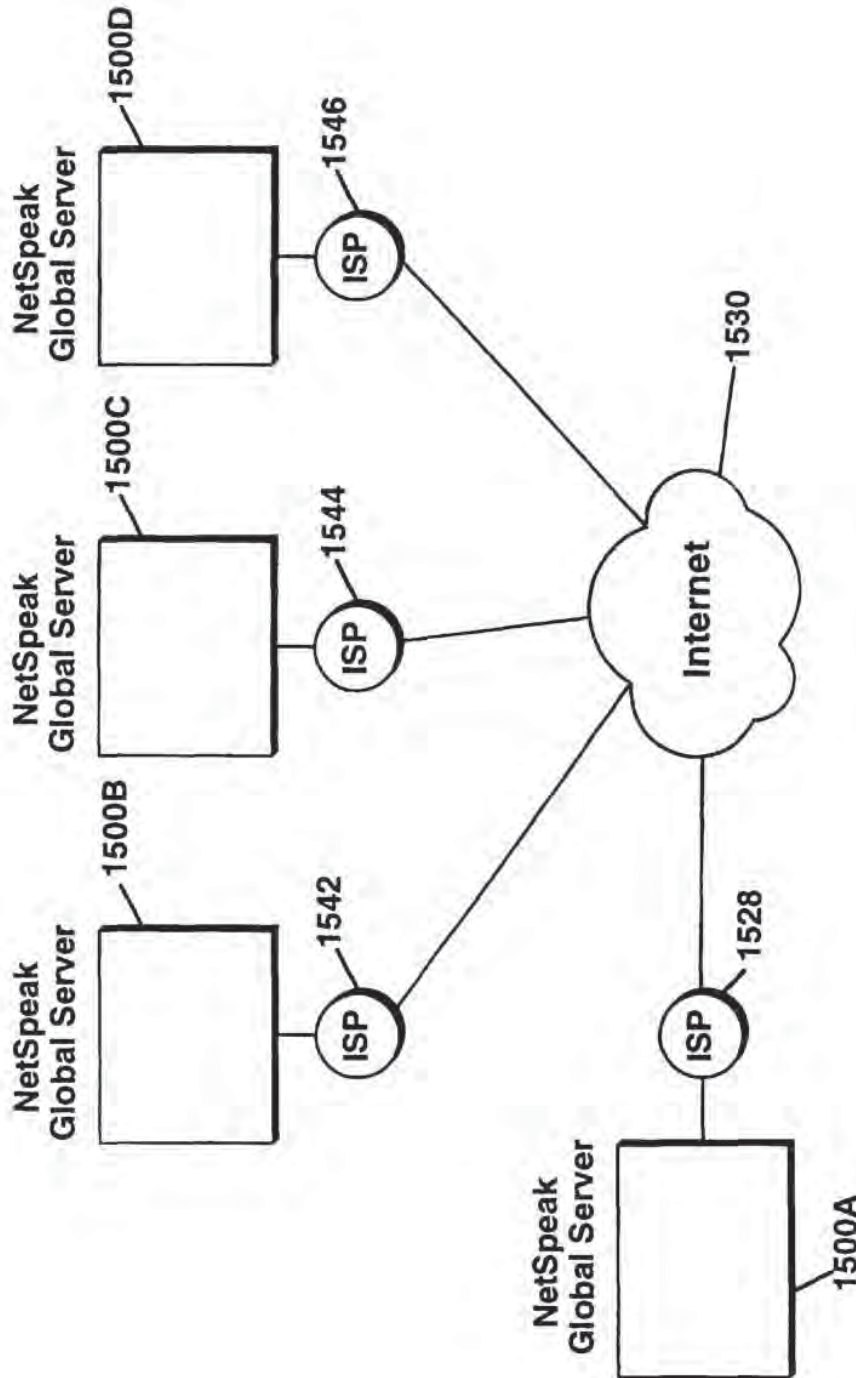 NetSpeak
Global Server
1500B
1542
ISP
NetSpeak
Global Server
1500C
1544
ISP
NetSpeak
Global Server
1500D
1546
ISP
NetSpeak
Global Server
1500A
ISP
1528
Internet
1530